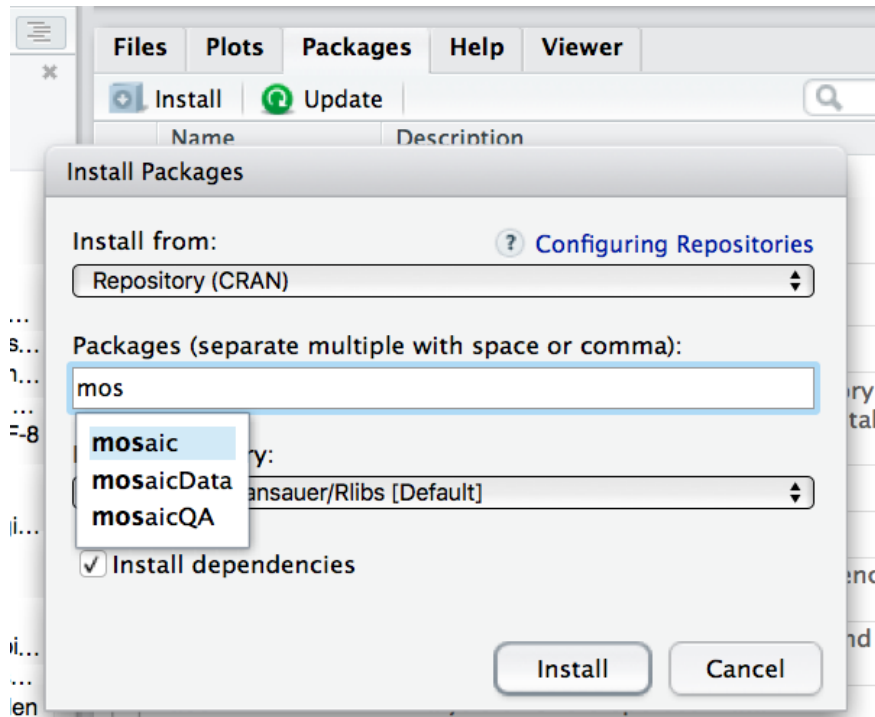 Files Plots Packages Help Viewer
Install Update
Name Description
Install Packages
Install from:
? Configuring Repositories
Repository (CRAN)
Packages (separate multiple with space or comma):
mos
mosaic
mosaicData
mosaicQA
ansauer/Rlibs [Default]
Install dependencies
Install Cancel